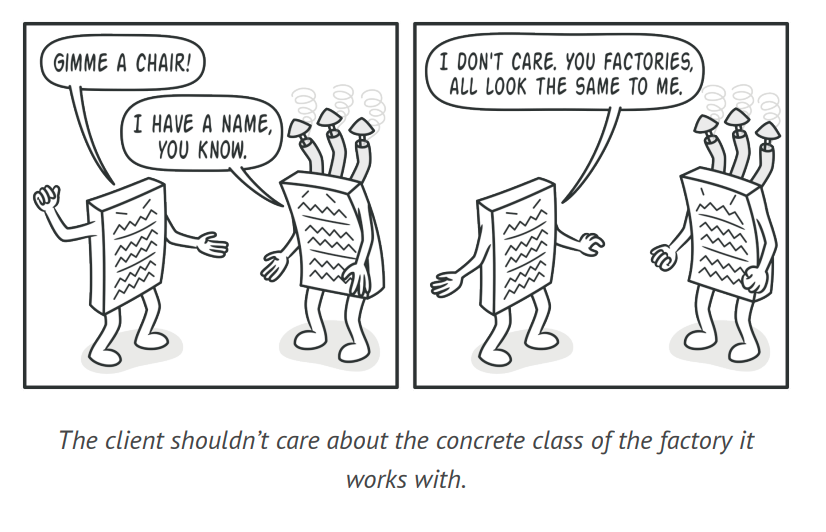 GIMME A CHAIR!
I HAVE A NAME,
YOU KNOW.
I DON'T CARE. YOU FACTORIES,
ALL LOOK THE SAME TO ME.
The client shouldn’t care about the concrete class of the factory it
works with.